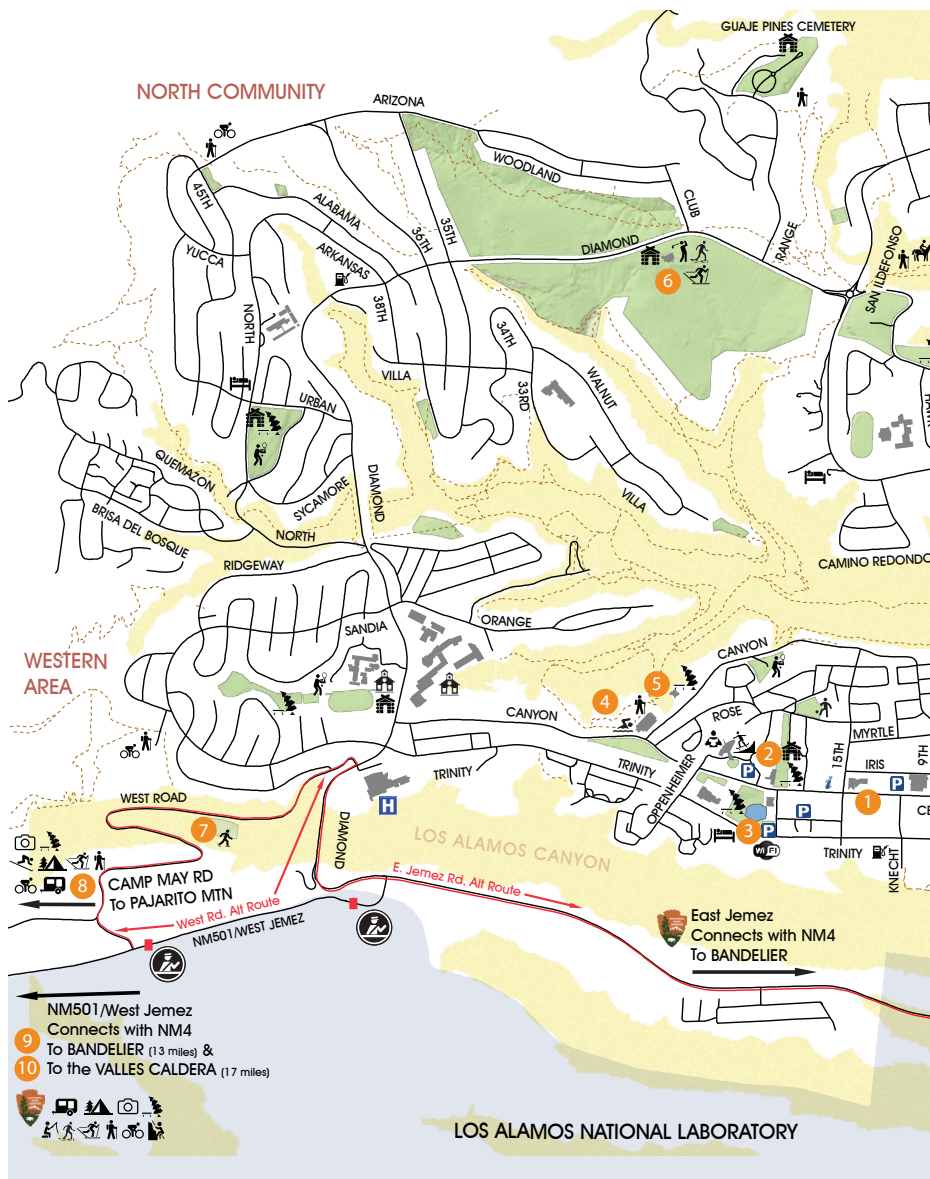 GUAJE PINES CEMETERY
NORTH COMMUNITY
ARIZONA
WOODLAND
CLUB
45TH
ALABAMA
36TH
35TH
DIAMOND
RANGE
SAN ILDEFONSO
YUCCA
ARKANSAS
6
NORTH
38TH
34TH
VILLA
33RD
WALNUT
URBAN
QUEMAZON
SYCAMORE
DIAMOND
VILLA
BRISA DEL BOSQUE
NORTH
RIDGEWAY
CAMINO REDONDO
SANDIA
ORANGE
WESTERN
AREA
CANYON
5
4
CANYON
ROSE
MYRTLE
2
TRINITY
OPPENHEIMER
P
15TH
IRIS
9TH
TRINITY
i
P
1
H
WEST ROAD
DIAMOND
LOS ALAMOS CANYON
P
CE
3
P
7
WiFi
TRINITY
KNECHT
8
CAMP MAY RD
To PAJARITO MTN
E. Jemez Rd. Alt Route
West Rd. Alt Route
NM501/WEST JEMEZ
East Jemez
Connects with NM4
To BANDELIER
NM501/West Jemez
Connects with NM4
9 To BANDELIER (13 miles) &
10 To the VALLES CALDERA (17 miles)
LOS ALAMOS NATIONAL LABORATORY